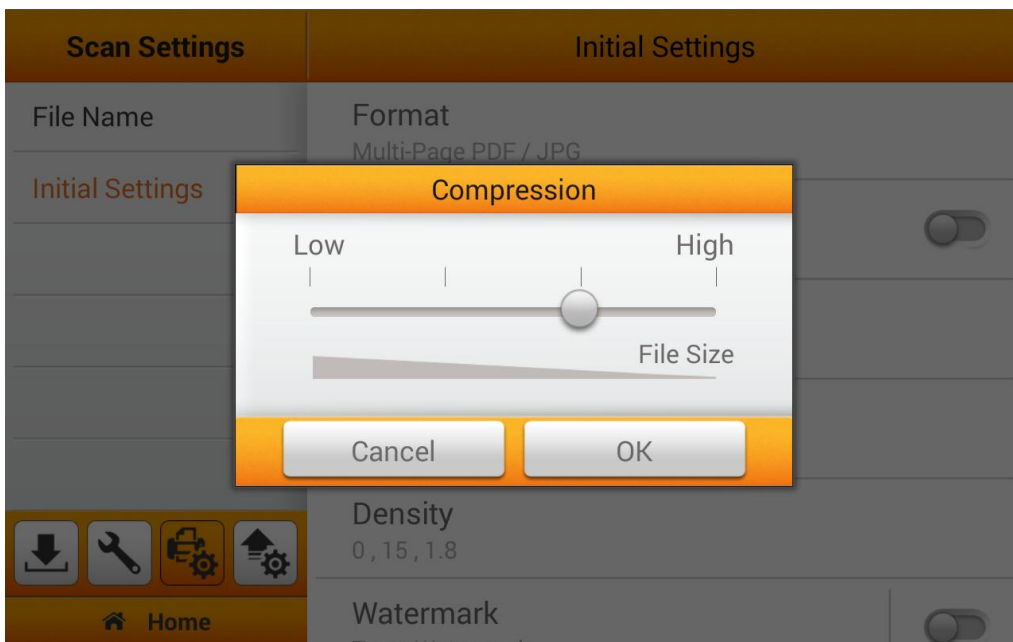 Scan Settings
Initial Settings
File Name
Initial Settings
Format
Multi-Page PDF / JPG
Compression
Low High
File Size
Cancel OK
Density
0 , 15 , 1.8
Watermark
Home